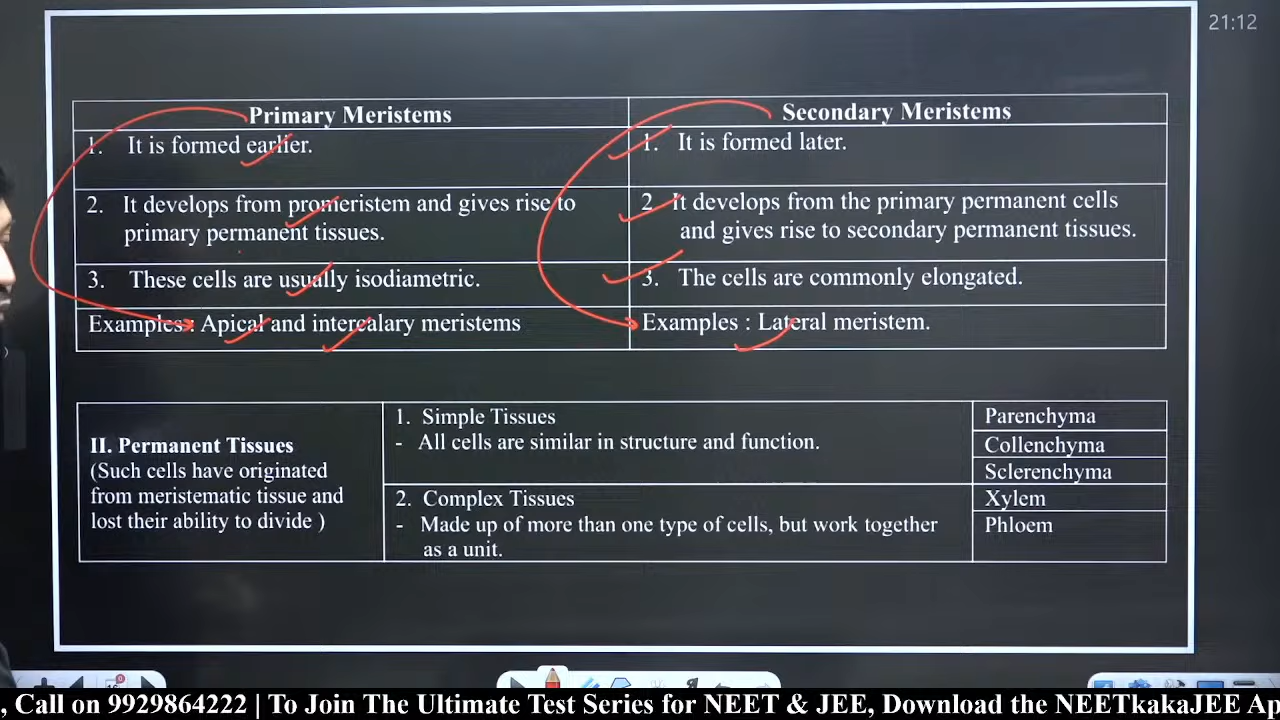 21:12
Primary Meristems
Secondary Meristems
1. It is formed earlier.
1. It is formed later.
2. It develops from promeristem and gives rise to
primary permanent tissues.
2. It develops from the primary permanent cells
and gives rise to secondary permanent tissues.
3. These cells are usually isodiametric.
3. The cells are commonly elongated.
Examples : Apical and intercalary meristems
Examples : Lateral meristem.
II. Permanent Tissues
(Such cells have originated
from meristematic tissue and
lost their ability to divide )
1. Simple Tissues
- All cells are similar in structure and function.
Parenchyma
Collenchyma
Sclerenchyma
2. Complex Tissues
- Made up of more than one type of cells, but work together
as a unit.
Xylem
Phloem
, Call on 9929864222 | To Join The Ultimate Test Series for NEET & JEE, Download the NEETkakaJEE Ap